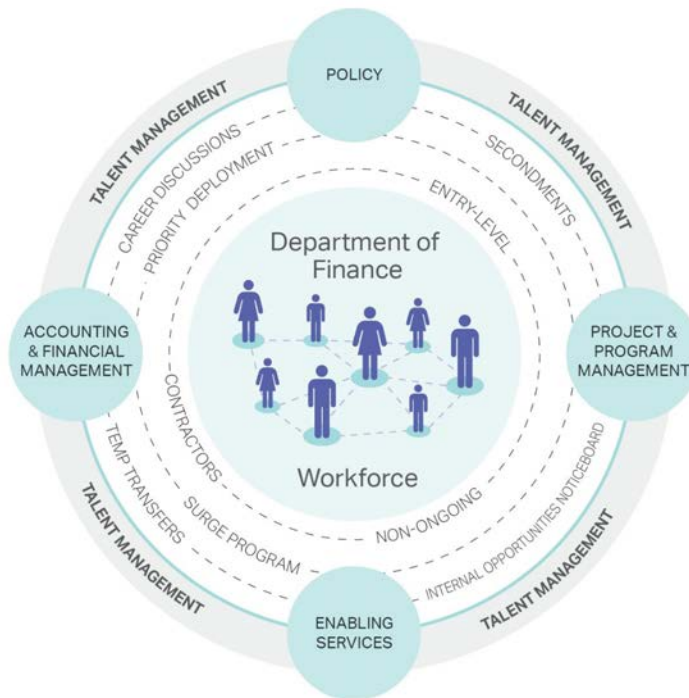 POLICY
TALENT MANAGEMENT
TALENT MANAGEMENT
CAREER DISCUSSIONS
SECONDMENTS
PRIORITY DEPLOYMENT
ENTRY-LEVEL
Department of
Finance
ACCOUNTING
& FINANCIAL
MANAGEMENT
PROJECT &
PROGRAM
MANAGEMENT
CONTRACTORS
Workforce
TEMP TRANSFERS
SURGE PROGRAM
NON-ONGOING
INTERNAL OPPORTUNITIES NOTICEBOARD
TALENT MANAGEMENT
TALENT MANAGEMENT
ENABLING
SERVICES